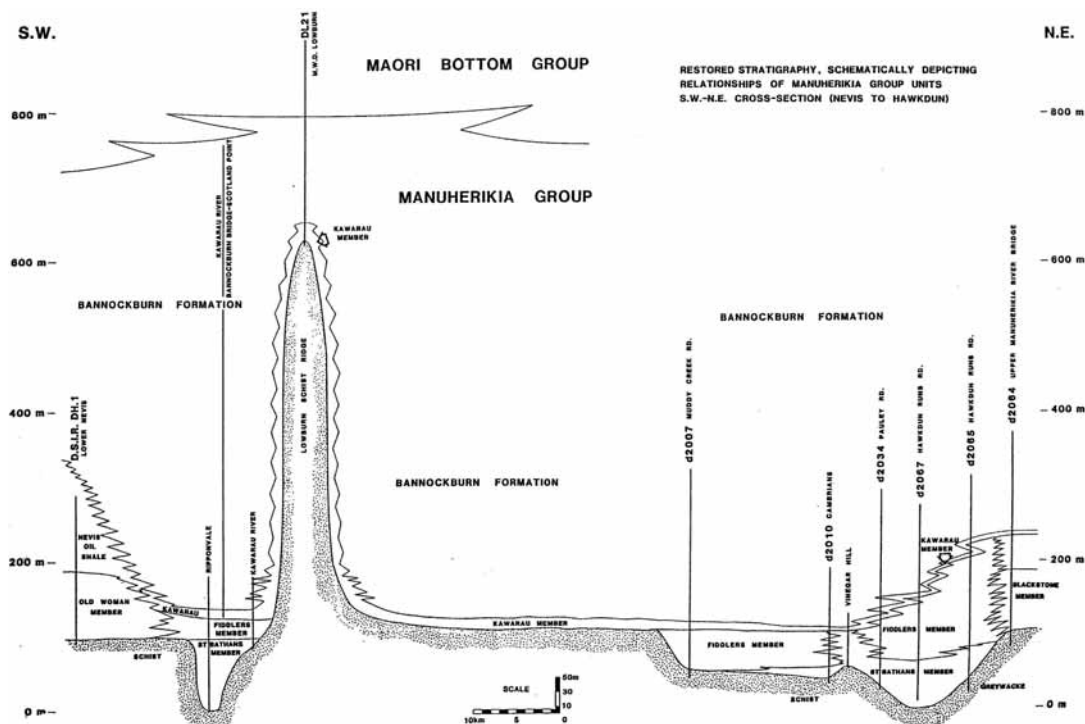 S.W.
N.E.
DL21
M.W.D. LOWBURN
MAORI BOTTOM GROUP
RESTORED STRATIGRAPHY, SCHEMATICALLY DEPICTING
RELATIONSHIPS OF MANUHERIKIA GROUP UNITS
S.W.-N.E. CROSS-SECTION (NEVIS TO HAWKDUN)
800 m
800 m
KAWARAU RIVER
BANNOCKBURN BRIDGE-SCOTLAND POINT
MANUHERIKIA GROUP
KAWARAU
MEMBER
600 m
600 m
BANNOCKBURN FORMATION
BANNOCKBURN FORMATION
LOWBURN SCHIST RIDGE
400 m
400 m
D.S.I.R. DH.1
LOWER NEVIS
d2007 MUDDY CREEK RD.
d2034 PAULEY RD.
d2067 HAWKDUN RUNS RD.
d2065 HAWKDUN RUNS RD.
d2064 UPPER MANUHERIKIA RIVER BRIDGE
BANNOCKBURN FORMATION
NEVIS
OIL
SHALE
RIPPONVALE
KAWARAU RIVER
d2010 CAMBRIANS
VINEGAR HILL
KAWARAU
MEMBER
200 m
200 m
OLD WOMAN
MEMBER
KAWARAU
FIDDLERS
MEMBER
ST BATHANS
MEMBER
KAWARAU MEMBER
FIDDLERS MEMBER
FIDDLERS MEMBER
BLACKSTONE
MEMBER
ST BATHANS MEMBER
SCHIST
SCHIST
GREYWACKE
SCALE
50m
10km 5 0
0 m
0 m